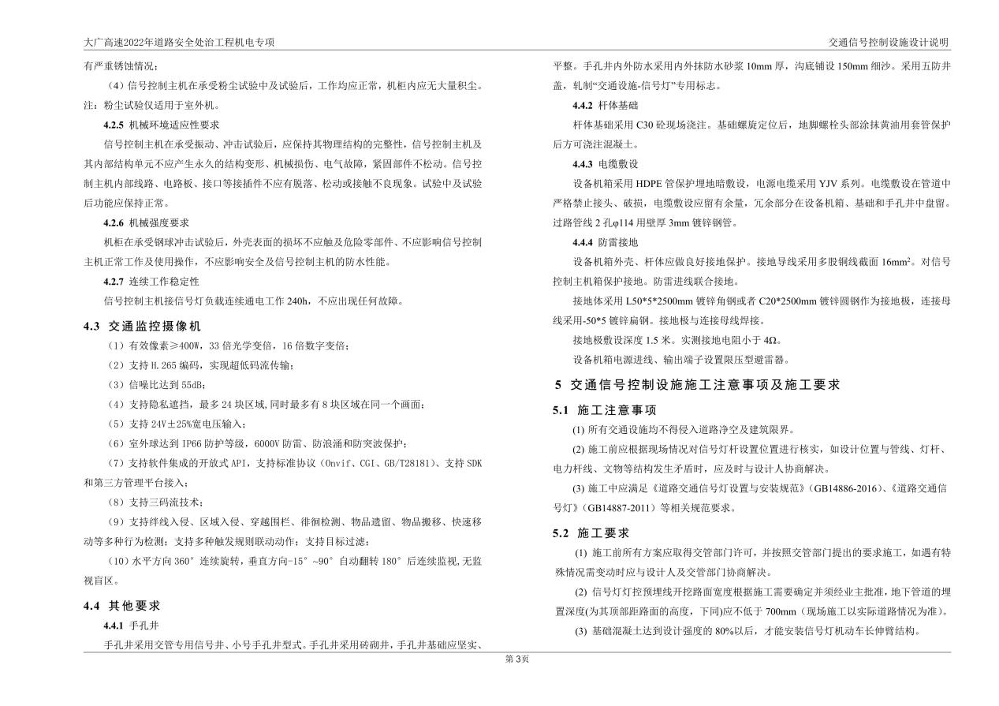 大广高速2022年道路安全处治工程机电专项
交通信号控制设施设计说明
有严重锈蚀情况；
（4）信号控制主机在承受粉尘试验中及试验后，工作均应正常，机柜内应无大量积尘。
注：粉尘试验仅适用于室外机。
4.2.5 机械环境适应性要求
信号控制主机在承受振动、冲击试验后，应保持其物理结构的完整性，信号控制主机及
其内部结构单元不应产生永久的结构变形、机械损伤、电气故障，紧固部件不松动。信号控
制主机内部线路、电路板、接口等接插件不应有脱落、松动或接触不良现象。试验中及试验
后功能应保持正常。
4.2.6 机械强度要求
机柜在承受钢球冲击试验后，外壳表面的损坏不应触及危险零部件、不应影响信号控制
主机正常工作及使用操作，不应影响安全及信号控制主机的防水性能。
4.2.7 连续工作稳定性
信号控制主机接信号灯负载连续通电工作 240h，不应出现任何故障。
4.3 交通监控摄像机
（1）有效像素≥400W，33 倍光学变倍，16 倍数字变倍；
（2）支持 H.265 编码，实现超低码流传输；
（3）信噪比达到 55dB；
（4）支持隐私遮挡，最多 24 块区域,同时最多有 8 块区域在同一个画面；
（5）支持 24V±25%宽电压输入；
（6）室外球达到 IP66 防护等级，6000V 防雷、防浪涌和防突波保护；
（7）支持软件集成的开放式 API，支持标准协议（Onvif、CGI、GB/T28181）、支持 SDK
和第三方管理平台接入；
（8）支持三码流技术；
（9）支持绊线入侵、区域入侵、穿越围栏、徘徊检测、物品遗留、物品搬移、快速移
动等多种行为检测；支持多种触发规则联动动作；支持目标过滤；
（10）水平方向 360°连续旋转，垂直方向-15°~90°自动翻转 180°后连续监视,无监
视盲区。
4.4 其他要求
4.4.1 手孔井
手孔井采用交管专用信号井、小号手孔井型式。手孔井采用砖砌井，手孔井基础应坚实、
平整。手孔井内外防水采用内外抹防水砂浆 10mm 厚，沟底铺设 150mm 细沙。采用五防井
盖，轧制“交通设施-信号灯”专用标志。
4.4.2 杆体基础
杆体基础采用 C30 砼现场浇注。基础螺旋定位后，地脚螺栓头部涂抹黄油用套管保护
后方可浇注混凝土。
4.4.3 电缆敷设
设备机箱采用 HDPE 管保护埋地暗敷设，电源电缆采用 YJV 系列。电缆敷设在管道中
严格禁止接头、破损，电缆敷设应留有余量，冗余部分在设备机箱、基础和手孔井中盘留。
过路管线 2 孔φ114 用壁厚 3mm 镀锌钢管。
4.4.4 防雷接地
设备机箱外壳、杆体应做良好接地保护。接地导线采用多股铜线截面 16mm²。对信号
控制主机箱保护接地。防雷进线联合接地。
接地体采用 L50*5*2500mm 镀锌角钢或者 C20*2500mm 镀锌圆钢作为接地极，连接母
线采用-50*5 镀锌扁钢。接地极与连接母线焊接。
接地极敷设深度 1.5 米。实测接地电阻小于 4Ω。
设备机箱电源进线、输出端子设置限压型避雷器。
5 交通信号控制设施施工注意事项及施工要求
5.1 施工注意事项
(1) 所有交通设施均不得侵入道路净空及建筑限界。
(2) 施工前应根据现场情况对信号灯杆设置位置进行核实，如设计位置与管线、灯杆、
电力杆线、文物等结构发生矛盾时，应及时与设计人协商解决。
(3) 施工中应满足《道路交通信号灯设置与安装规范》（GB14886-2016）、《道路交通信
号灯》（GB14887-2011）等相关规范要求。
5.2 施工要求
(1) 施工前所有方案应取得交管部门许可，并按照交管部门提出的要求施工，如遇有特
殊情况需变动时应与设计人及交管部门协商解决。
(2) 信号灯灯控预埋线开挖路面宽度根据施工需要确定并须经业主批准，地下管道的埋
置深度(为其顶部距路面的高度，下同)应不低于 700mm（现场施工以实际道路情况为准）。
(3) 基础混凝土达到设计强度的 80%以后，才能安装信号灯机动车长伸臂结构。
第 3页